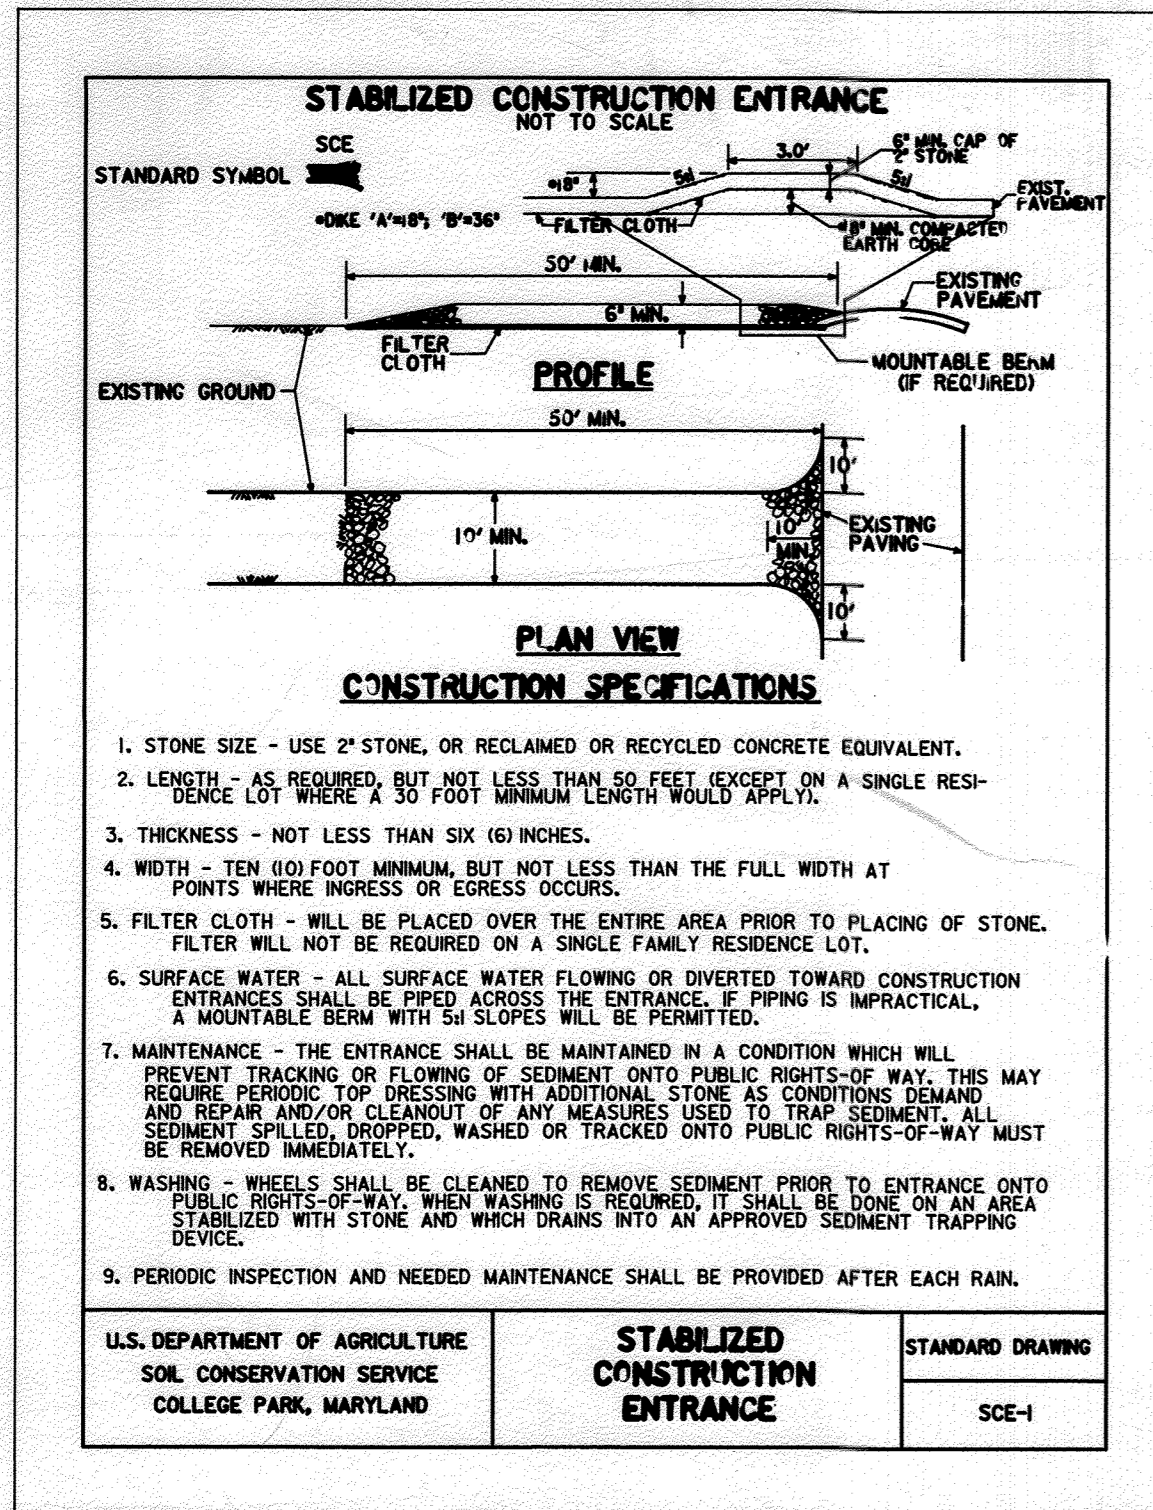 STABILIZED CONSTRUCTION ENTRANCE
NOT TO SCALE
SCE
STANDARD SYMBOL
3.0'
6" MIN. CAP OF
2" STONE
*18"
5:1
5:1
EXIST.
PAVEMENT
*DIKE 'A'=18"; 'B'=36"
FILTER CLOTH
*18" MIN. COMPACTED
EARTH CORE
50' MIN.
EXISTING
PAVEMENT
6" MIN.
FILTER
CLOTH
PROFILE
MOUNTABLE BERM
(IF REQUIRED)
EXISTING GROUND
50' MIN.
10'
10' MIN.
10'
MIN.
EXISTING
PAVING
10'
PLAN VIEW
CONSTRUCTION SPECIFICATIONS
1. STONE SIZE - USE 2" STONE, OR RECLAIMED OR RECYCLED CONCRETE EQUIVALENT.
2. LENGTH - AS REQUIRED, BUT NOT LESS THAN 50 FEET (EXCEPT ON A SINGLE RESI-
DENCE LOT WHERE A 30 FOOT MINIMUM LENGTH WOULD APPLY).
3. THICKNESS - NOT LESS THAN SIX (6) INCHES.
4. WIDTH - TEN (10) FOOT MINIMUM, BUT NOT LESS THAN THE FULL WIDTH AT
POINTS WHERE INGRESS OR EGRESS OCCURS.
5. FILTER CLOTH - WILL BE PLACED OVER THE ENTIRE AREA PRIOR TO PLACING OF STONE.
FILTER WILL NOT BE REQUIRED ON A SINGLE FAMILY RESIDENCE LOT.
6. SURFACE WATER - ALL SURFACE WATER FLOWING OR DIVERTED TOWARD CONSTRUCTION
ENTRANCES SHALL BE PIPED ACROSS THE ENTRANCE. IF PIPING IS IMPRACTICAL,
A MOUNTABLE BERM WITH 5:1 SLOPES WILL BE PERMITTED.
7. MAINTENANCE - THE ENTRANCE SHALL BE MAINTAINED IN A CONDITION WHICH WILL
PREVENT TRACKING OR FLOWING OF SEDIMENT ONTO PUBLIC RIGHTS-OF WAY. THIS MAY
REQUIRE PERIODIC TOP DRESSING WITH ADDITIONAL STONE AS CONDITIONS DEMAND
AND REPAIR AND/OR CLEANOUT OF ANY MEASURES USED TO TRAP SEDIMENT. ALL
SEDIMENT SPILLED, DROPPED, WASHED OR TRACKED ONTO PUBLIC RIGHTS-OF-WAY MUST
BE REMOVED IMMEDIATELY.
8. WASHING - WHEELS SHALL BE CLEANED TO REMOVE SEDIMENT PRIOR TO ENTRANCE ONTO
PUBLIC RIGHTS-OF-WAY. WHEN WASHING IS REQUIRED, IT SHALL BE DONE ON AN AREA
STABILIZED WITH STONE AND WHICH DRAINS INTO AN APPROVED SEDIMENT TRAPPING
DEVICE.
9. PERIODIC INSPECTION AND NEEDED MAINTENANCE SHALL BE PROVIDED AFTER EACH RAIN.
U.S. DEPARTMENT OF AGRICULTURE
SOIL CONSERVATION SERVICE
COLLEGE PARK, MARYLAND
STABILIZED
CONSTRUCTION
ENTRANCE
STANDARD DRAWING
SCE-1